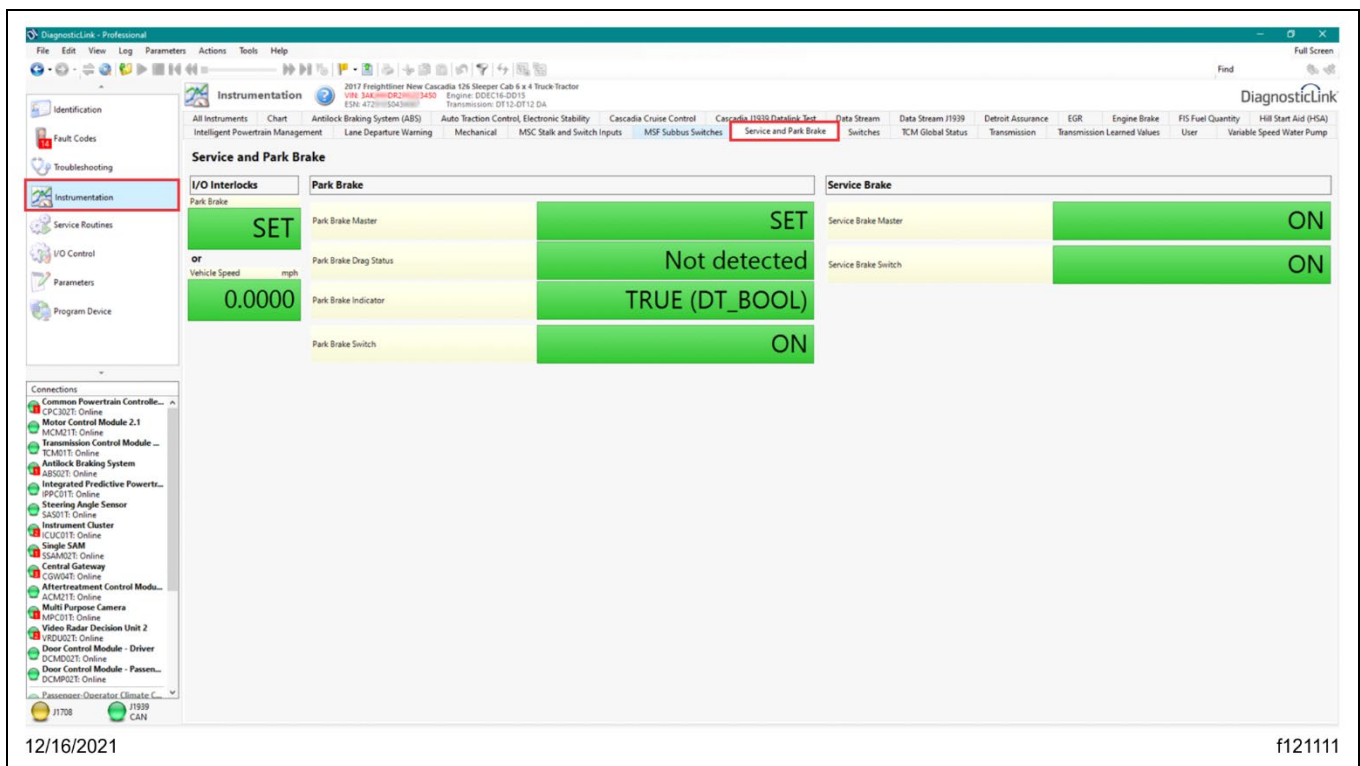 DiagnosticLink - Professional
File Edit View Log Parameters Actions Tools Help
Full Screen
Find
Instrumentation
2017 Freightliner New Cascadia 126 Sleeper Cab 6 x 4 Truck-Tractor
VIN: 3AK DR2 3450 Engine: DDEC16-DD15
ESN: 472 S043 Transmission: DT12-DT12 DA
DiagnosticLink
All Instruments Chart Antilock Braking System (ABS) Auto Traction Control, Electronic Stability Cascadia Cruise Control Cascadia J1939 Datalink Test Data Stream Data Stream J1939 Detroit Assurance EGR Engine Brake FIS Fuel Quantity Hill Start Aid (HSA)
Intelligent Powertrain Management Lane Departure Warning Mechanical MSC Stalk and Switch Inputs MSF Subbus Switches Service and Park Brake Switches TCM Global Status Transmission Transmission Learned Values User Variable Speed Water Pump
Identification
Fault Codes
14
Troubleshooting
Instrumentation
Service Routines
I/O Control
Parameters
Program Device
Service and Park Brake
I/O Interlocks
Park Brake
SET
or
Vehicle Speed mph
0.0000
Park Brake
Park Brake Master SET
Park Brake Drag Status Not detected
Park Brake Indicator TRUE (DT_BOOL)
Park Brake Switch ON
Service Brake
Service Brake Master ON
Service Brake Switch ON
Connections
Common Powertrain Controlle...
CPC302T: Online
Motor Control Module 2.1
MCM21T: Online
Transmission Control Module ...
TCM01T: Online
Antilock Braking System
ABS02T: Online
Integrated Predictive Powertr...
IPPC01T: Online
Steering Angle Sensor
SAS01T: Online
Instrument Cluster
ICUC01T: Online
Single SAM
SSAM02T: Online
Central Gateway
CGW04T: Online
Aftertreatment Control Modu...
ACM21T: Online
Multi Purpose Camera
MPC01T: Online
Video Radar Decision Unit 2
VRDU02T: Online
Door Control Module - Driver
DCMD02T: Online
Door Control Module - Passen...
DCMP02T: Online
Passenger-Operator Climate C...
J1708
J1939
CAN
12/16/2021
f121111